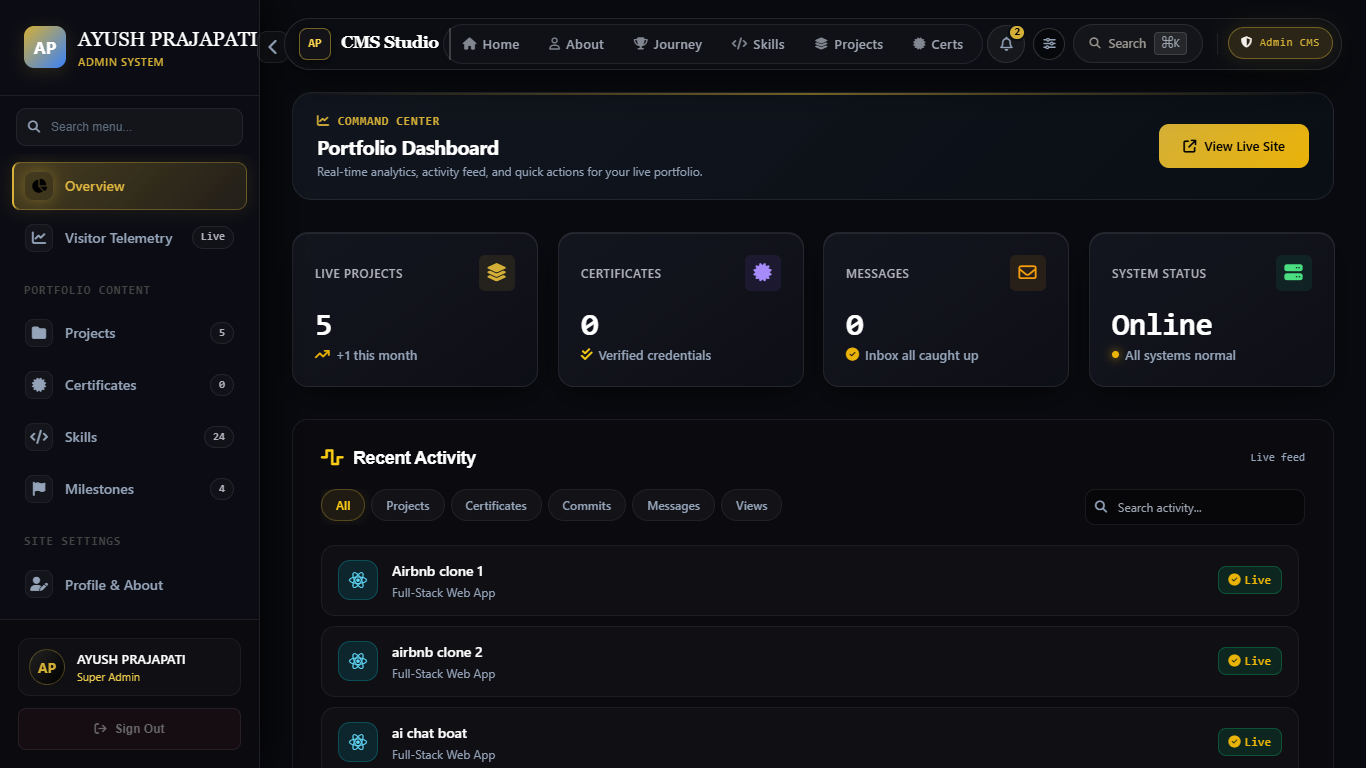 AP
AYUSH PRAJAPATI
ADMIN SYSTEM
Search menu...
Overview
Visitor Telemetry
Live
PORTFOLIO CONTENT
Projects
5
Certificates
0
Skills
24
Milestones
4
SITE SETTINGS
Profile & About
AP
AYUSH PRAJAPATI
Super Admin
Sign Out
AP
CMS Studio
Home
About
Journey
Skills
Projects
Certs
2
Search
⌘K
Admin CMS
COMMAND CENTER
Portfolio Dashboard
Real-time analytics, activity feed, and quick actions for your live portfolio.
View Live Site
LIVE PROJECTS
5
+1 this month
CERTIFICATES
0
Verified credentials
MESSAGES
0
Inbox all caught up
SYSTEM STATUS
Online
All systems normal
Recent Activity
Live feed
All
Projects
Certificates
Commits
Messages
Views
Search activity...
Airbnb clone 1
Full-Stack Web App
Live
airbnb clone 2
Full-Stack Web App
Live
ai chat boat
Full-Stack Web App
Live